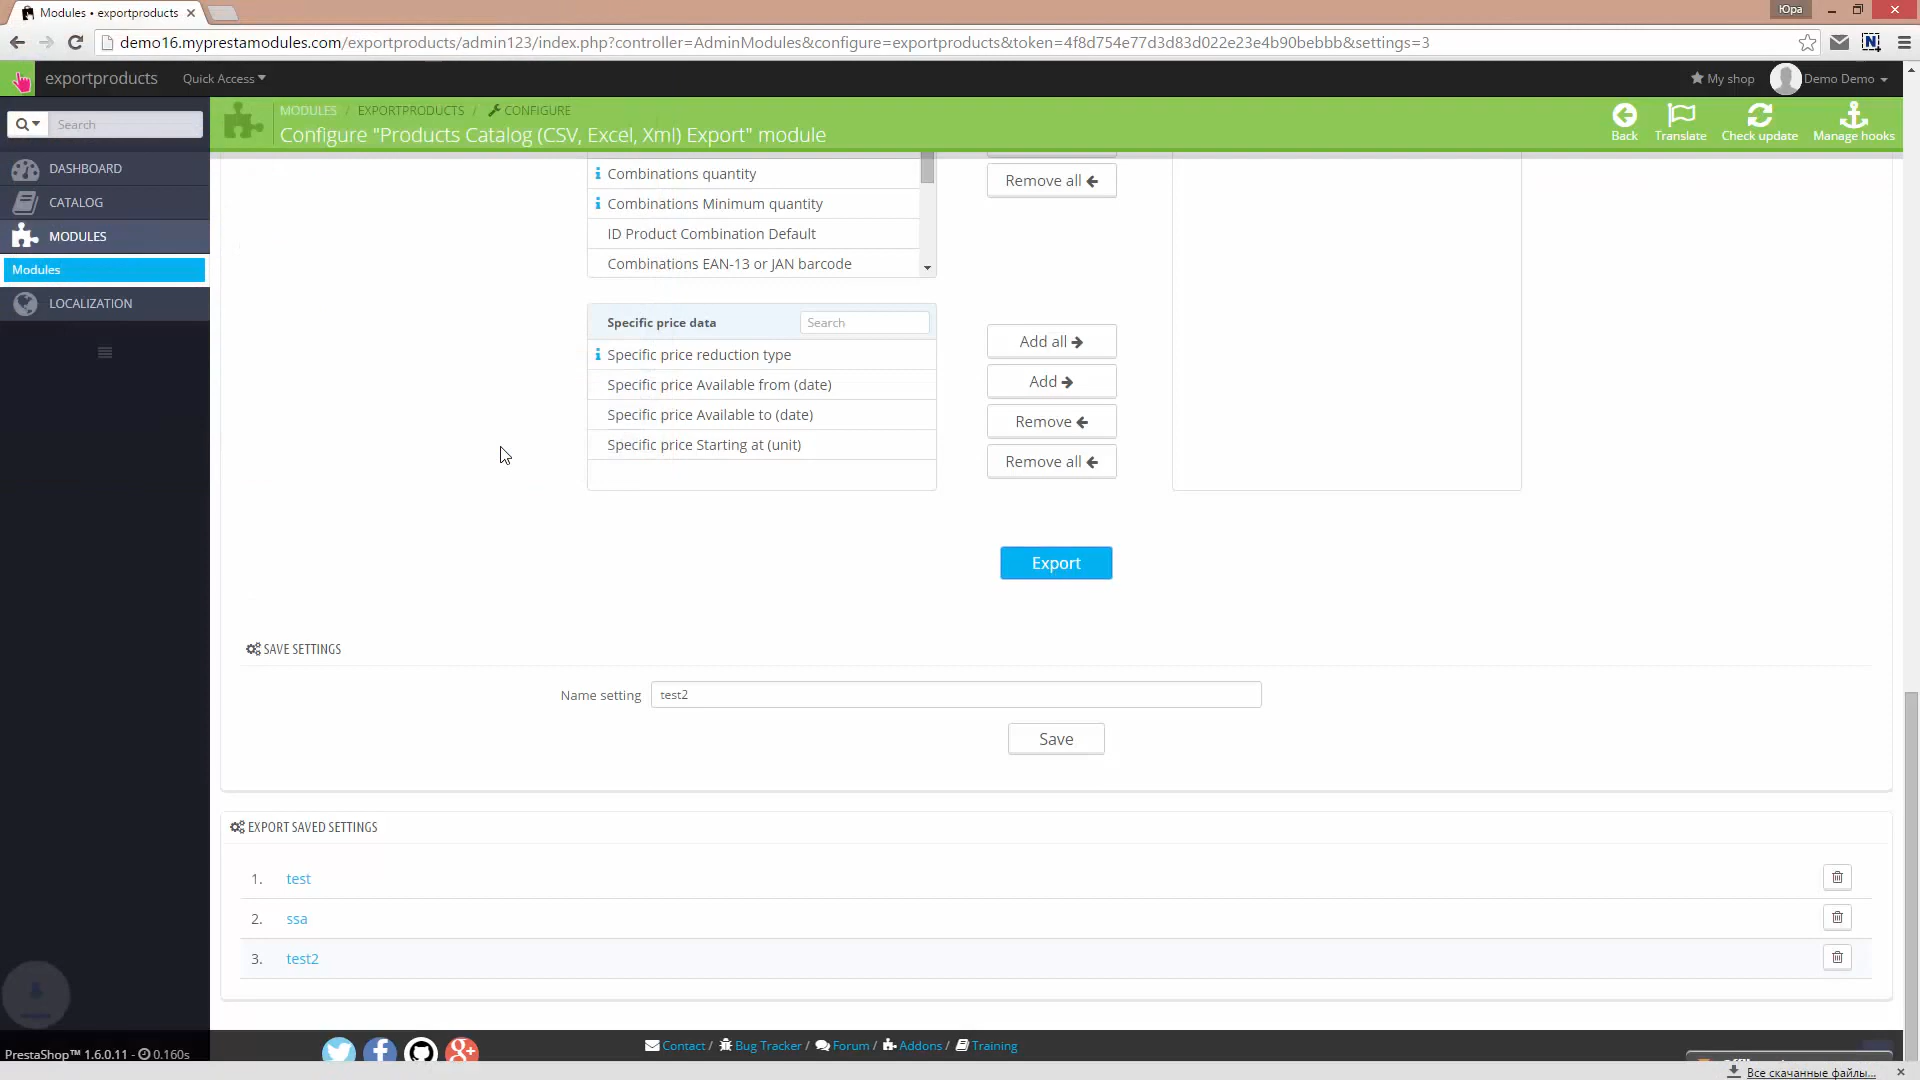 Modules • exportproducts
Юра
demo16.myprestamodules.com/exportproducts/admin123/index.php?controller=AdminModules&configure=exportproducts&token=4f8d754e77d3d83d022e23e4b90bebbb&settings=3
exportproducts
Quick Access
My shop
Demo Demo
Search
MODULES / EXPORTPRODUCTS / CONFIGURE
Configure "Products Catalog (CSV, Excel, Xml) Export" module
Back
Translate
Check update
Manage hooks
DASHBOARD
CATALOG
MODULES
Modules
LOCALIZATION
Combinations quantity
Combinations Minimum quantity
ID Product Combination Default
Combinations EAN-13 or JAN barcode
Remove all
Specific price data
Search
Specific price reduction type
Specific price Available from (date)
Specific price Available to (date)
Specific price Starting at (unit)
Add all
Add
Remove
Remove all
Export
SAVE SETTINGS
Name setting
test2
Save
EXPORT SAVED SETTINGS
1. test
2. ssa
3. test2
PrestaShop™ 1.6.0.11 - 0.160s
Contact / Bug Tracker / Forum / Addons / Training
Все скачанные файлы...